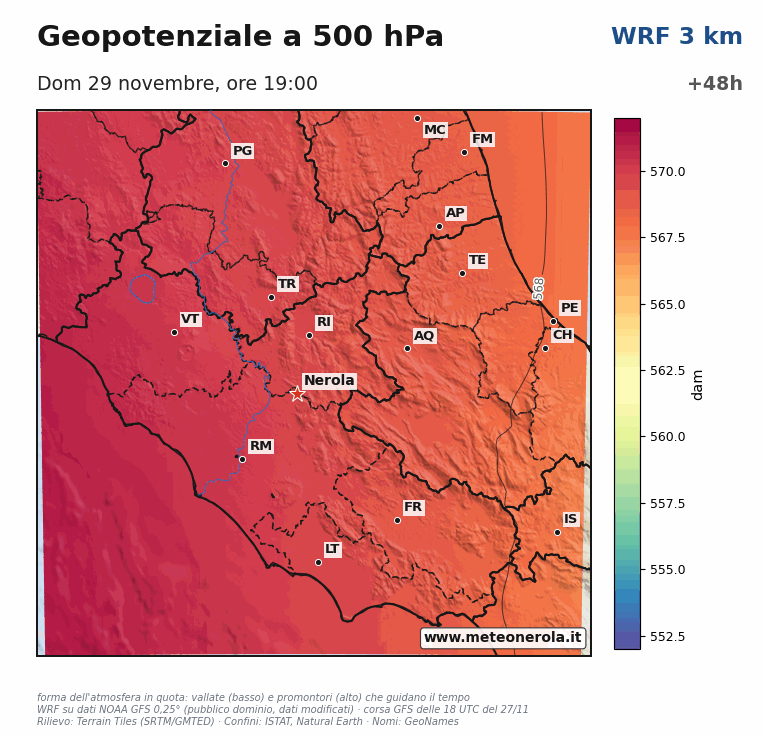 Geopotenziale a 500 hPa
WRF 3 km
Dom 29 novembre, ore 19:00
+48h
MC
FM
PG
AP
TE
TR
568
PE
VT
RI
AQ
CH
Nerola
RM
FR
IS
LT
www.meteonerola.it
570.0
567.5
565.0
562.5
560.0
557.5
555.0
552.5
dam
forma dell'atmosfera in quota: vallate (basso) e promontori (alto) che guidano il tempo
WRF su dati NOAA GFS 0,25° (pubblico dominio, dati modificati) · corsa GFS delle 18 UTC del 27/11
Rilievo: Terrain Tiles (SRTM/GMTED) · Confini: ISTAT, Natural Earth · Nomi: GeoNames